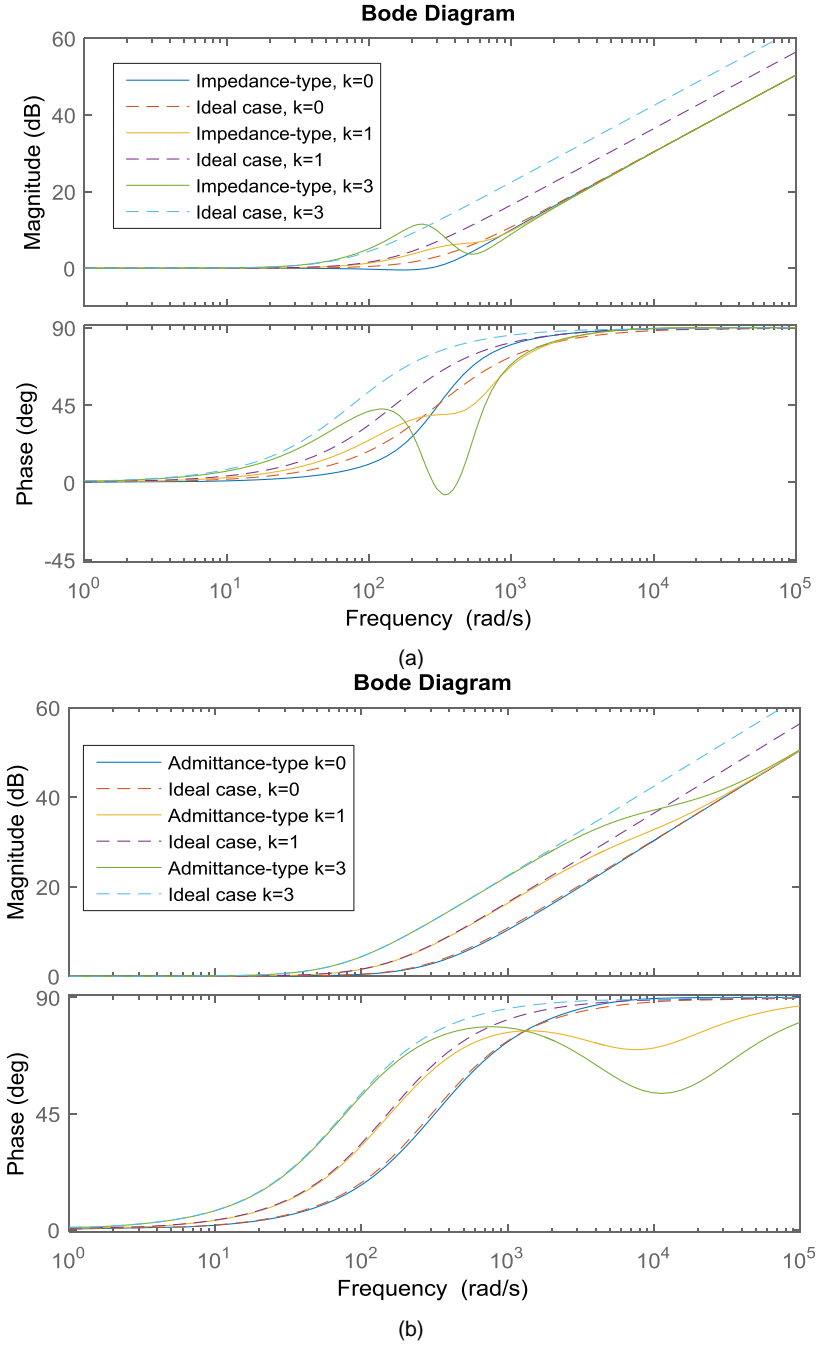 Bode Diagram
60
40
20
0
Magnitude (dB)
Impedance-type, k=0
Ideal case, k=0
Impedance-type, k=1
Ideal case, k=1
Impedance-type, k=3
Ideal case, k=3
90
45
0
-45
Phase (deg)
10^0 10^1 10^2 10^3 10^4 10^5
Frequency (rad/s)
(a)
Bode Diagram
60
40
20
0
Magnitude (dB)
Admittance-type k=0
Ideal case, k=0
Admittance-type k=1
Ideal case, k=1
Admittance-type k=3
Ideal case k=3
90
45
0
Phase (deg)
10^0 10^1 10^2 10^3 10^4 10^5
Frequency (rad/s)
(b)